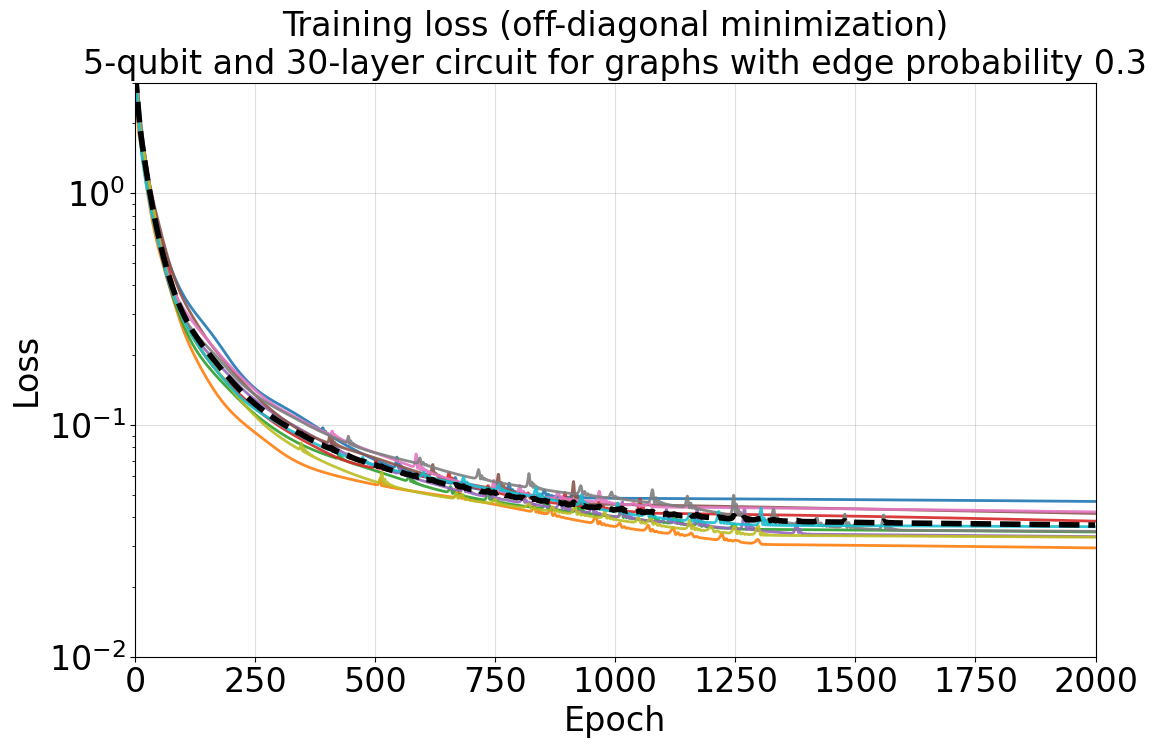 Training loss (off-diagonal minimization)
5-qubit and 30-layer circuit for graphs with edge probability 0.3
Loss
10^0
10^-1
10^-2
0 250 500 750 1000 1250 1500 1750 2000
Epoch